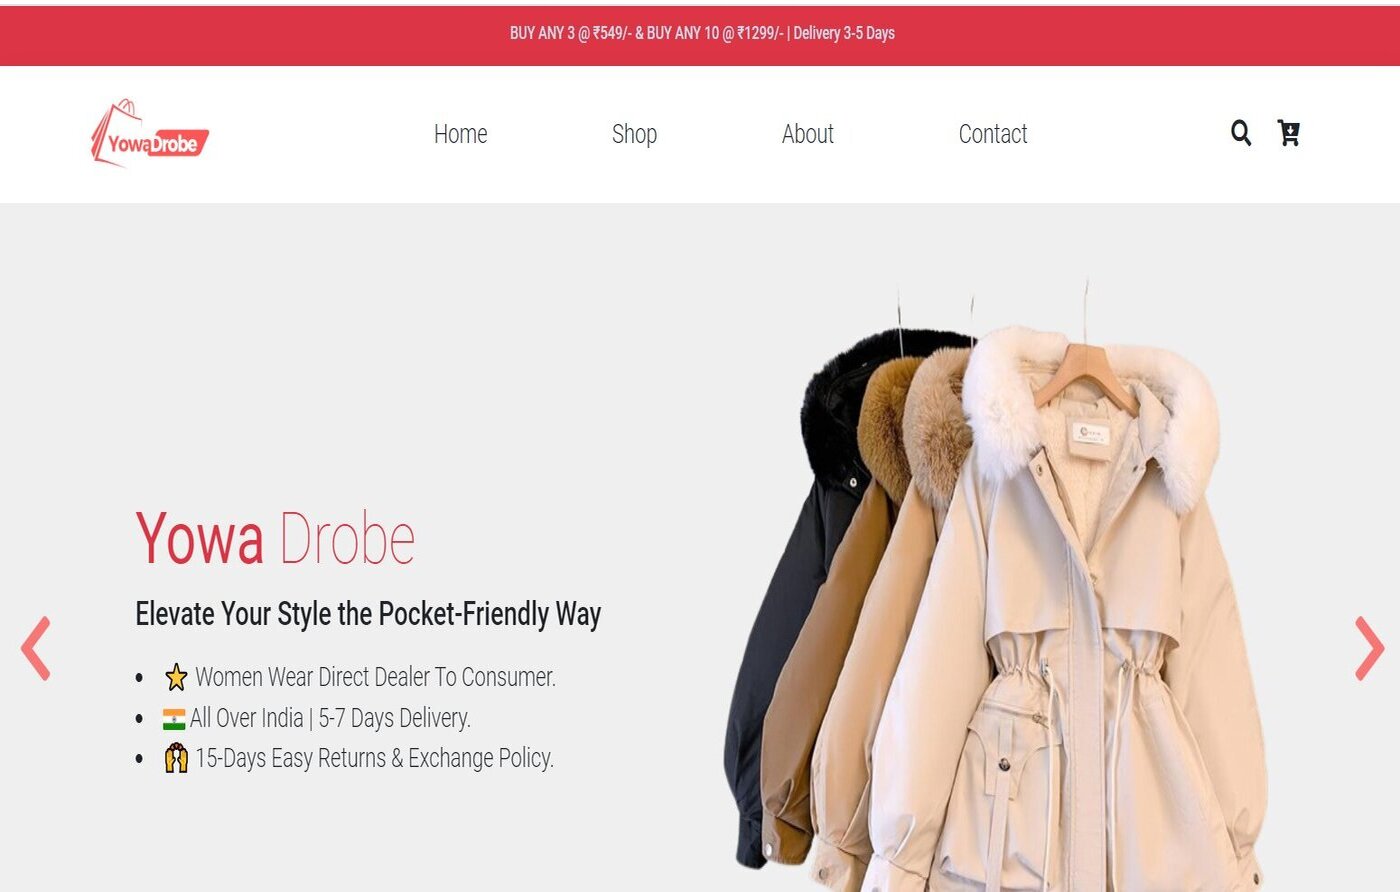 BUY ANY 3 @ ₹549/- & BUY ANY 10 @ ₹1299/- | Delivery 3-5 Days
YowaDrobe
Home Shop About Contact
Yowa Drobe
Elevate Your Style the Pocket-Friendly Way
Women Wear Direct Dealer To Consumer.
All Over India | 5-7 Days Delivery.
15-Days Easy Returns & Exchange Policy.